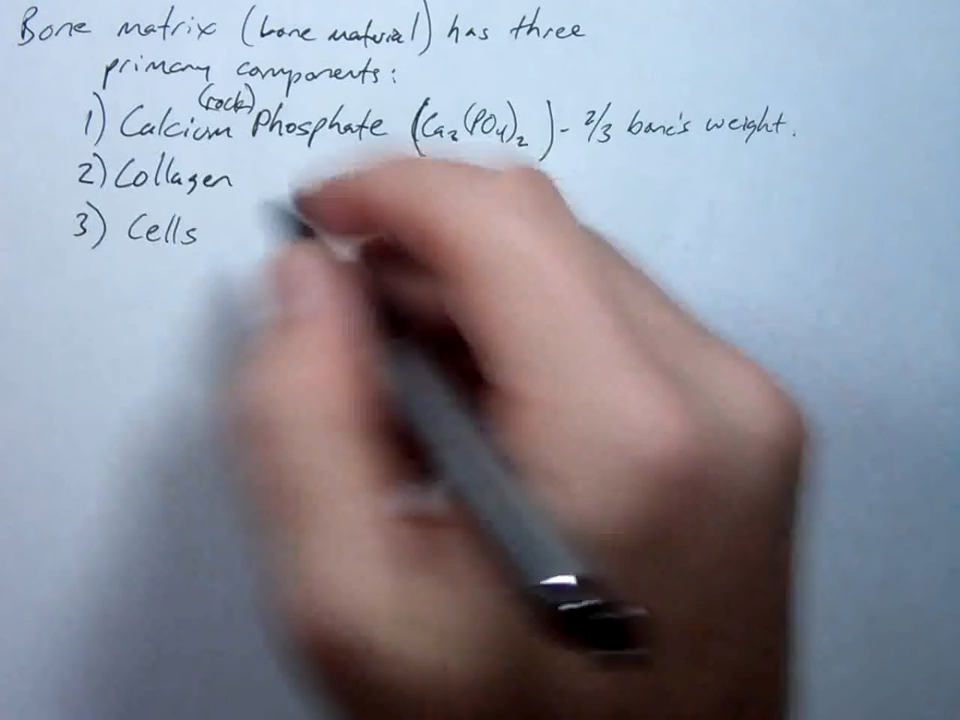 Bone matrix (bone material) has three
primary components:
(rock)
1) Calcium Phosphate (Ca₂(PO₄)₂) - 2/3 bone's weight.
2) Collagen
3) Cells